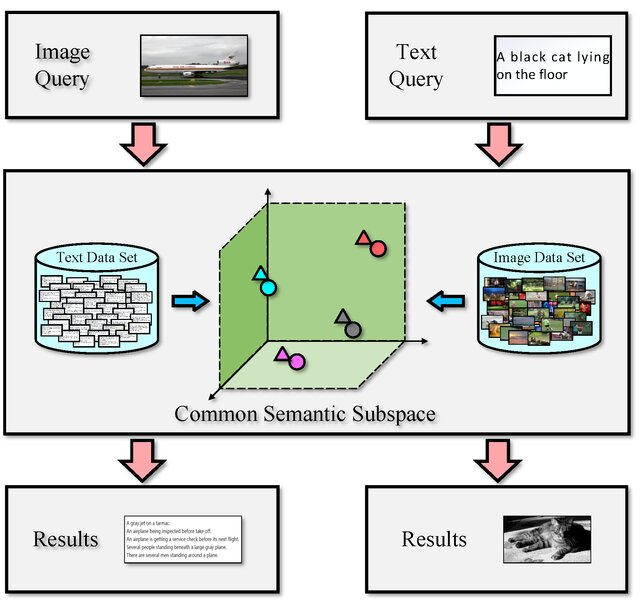 Image
Query
Text
Query
A black cat lying
on the floor
Text Data Set
Image Data Set
Common Semantic Subspace
Results
A gray jet on a tarmac.
An airplane being inspected before take off.
An airplane is getting a service check before its next flight.
Several people standing beneath a large gray plane.
There are several men standing around a plane.
Results